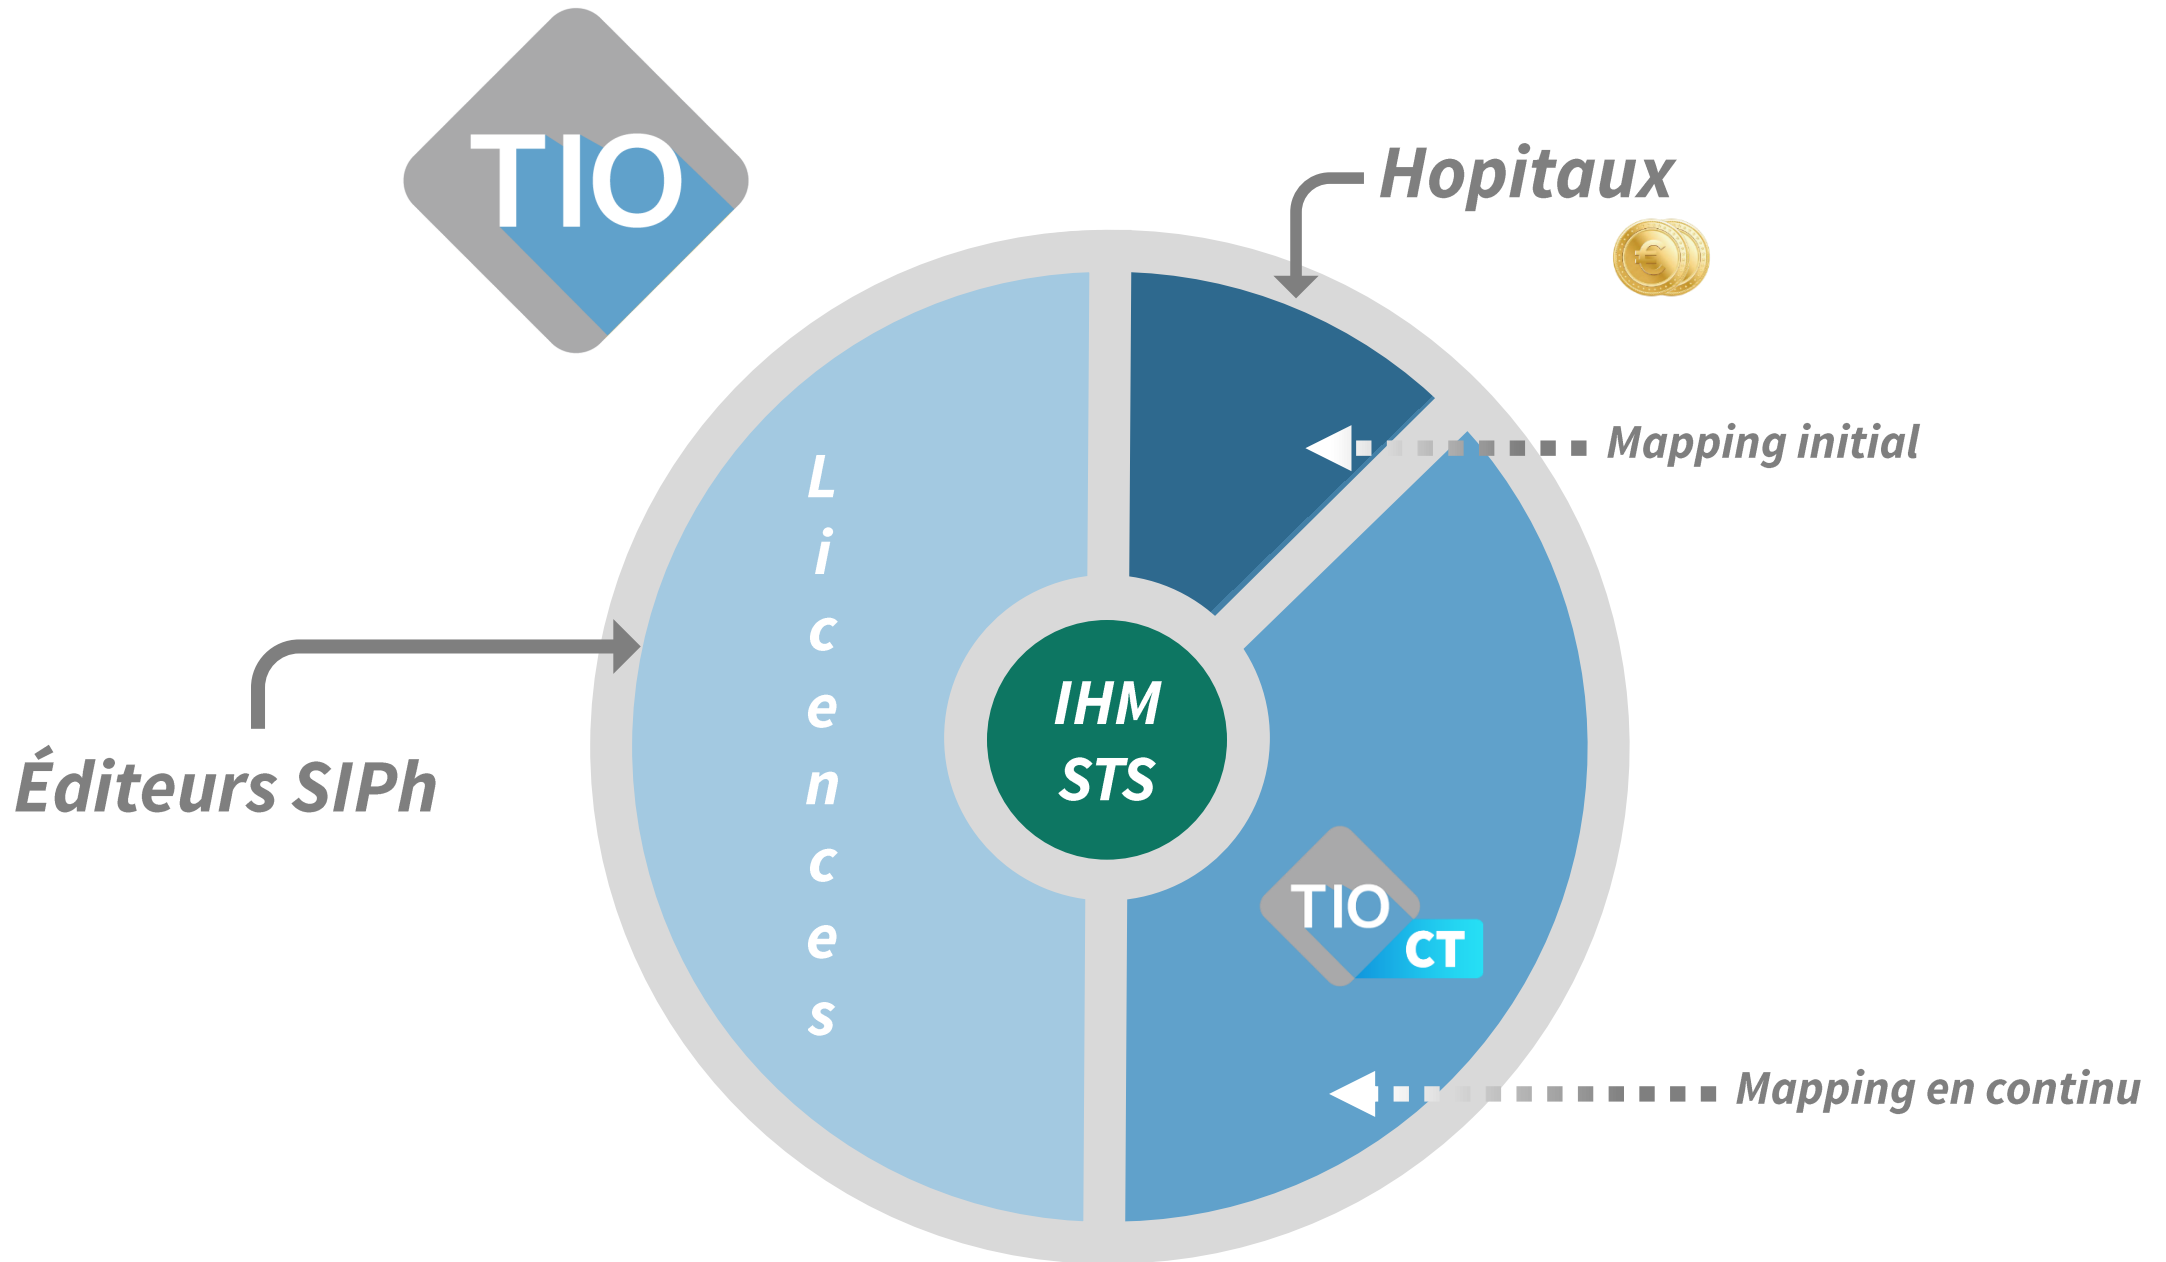 TIO
Hopitaux
€
Mapping initial
Licences
IHM
STS
Éditeurs SIPh
TIO
CT
Mapping en continu